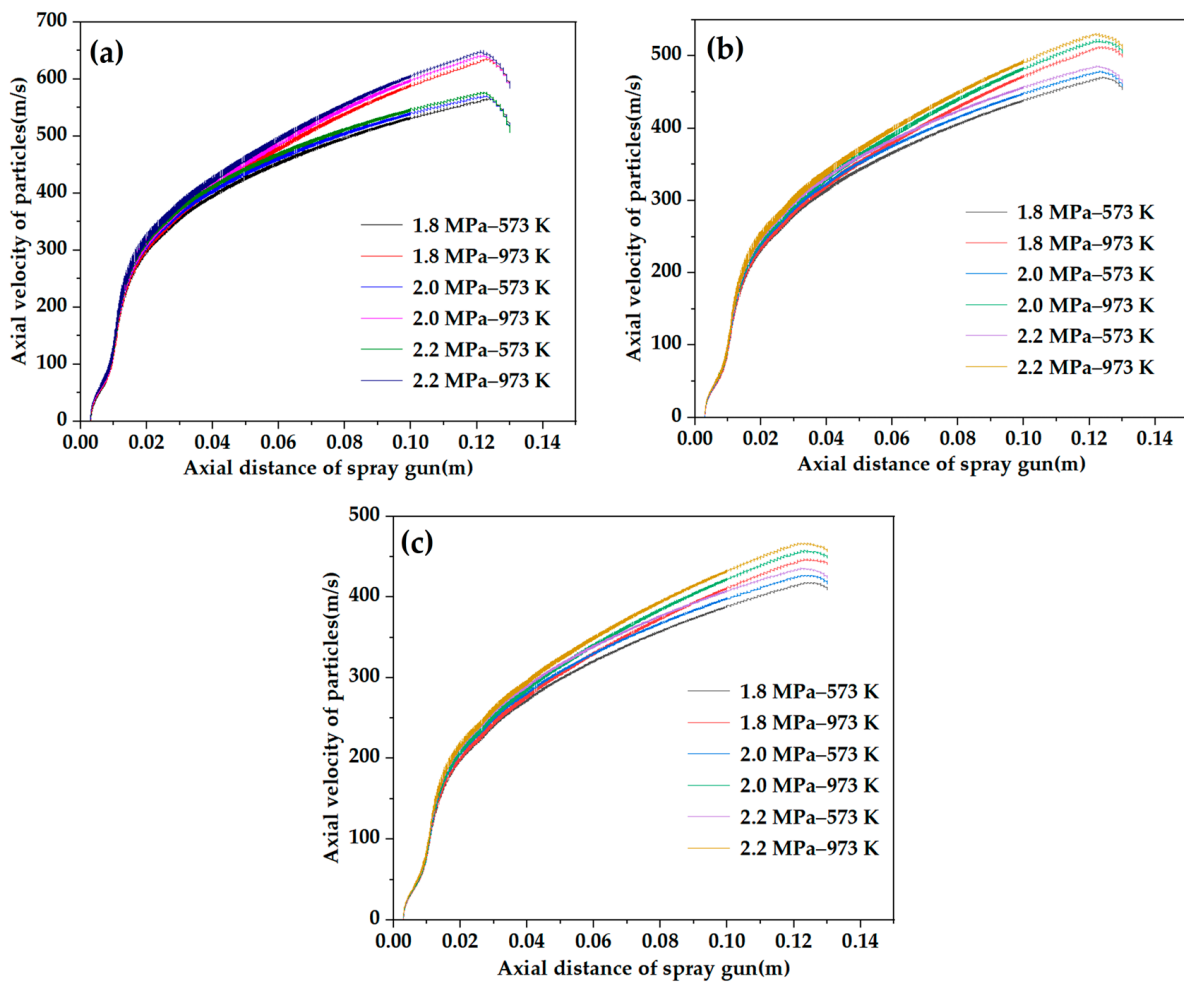 (a)
Axial velocity of particles(m/s)
700
600
500
400
300
200
100
0
0.00 0.02 0.04 0.06 0.08 0.10 0.12 0.14
Axial distance of spray gun(m)
1.8 MPa–573 K
1.8 MPa–973 K
2.0 MPa–573 K
2.0 MPa–973 K
2.2 MPa–573 K
2.2 MPa–973 K
(b)
Axial velocity of particles(m/s)
500
400
300
200
100
0
0.00 0.02 0.04 0.06 0.08 0.10 0.12 0.14
Axial distance of spray gun(m)
1.8 MPa–573 K
1.8 MPa–973 K
2.0 MPa–573 K
2.0 MPa–973 K
2.2 MPa–573 K
2.2 MPa–973 K
(c)
Axial velocity of particles(m/s)
500
400
300
200
100
0
0.00 0.02 0.04 0.06 0.08 0.10 0.12 0.14
Axial distance of spray gun(m)
1.8 MPa–573 K
1.8 MPa–973 K
2.0 MPa–573 K
2.0 MPa–973 K
2.2 MPa–573 K
2.2 MPa–973 K